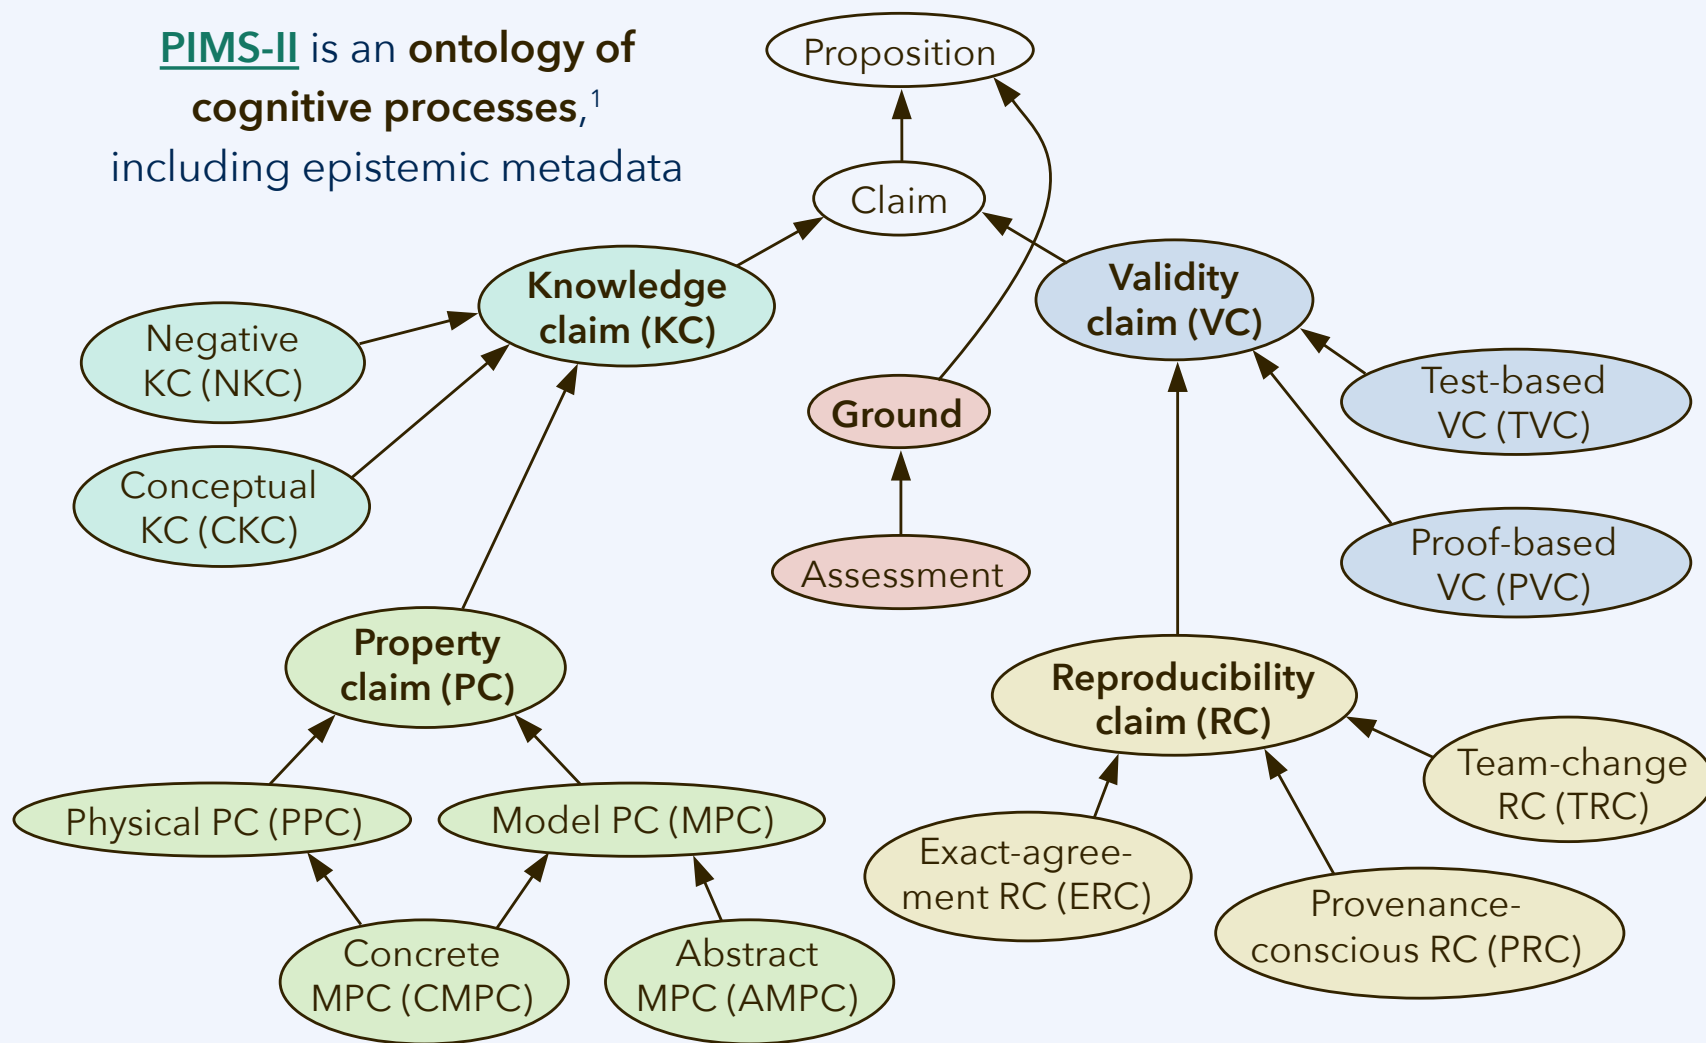 PIMS-II is an ontology of
cognitive processes,1
including epistemic metadata
Proposition
Claim
Knowledge
claim (KC)
Validity
claim (VC)
Negative
KC (NKC)
Test-based
VC (TVC)
Ground
Conceptual
KC (CKC)
Proof-based
VC (PVC)
Assessment
Property
claim (PC)
Reproducibility
claim (RC)
Team-change
RC (TRC)
Physical PC (PPC)
Model PC (MPC)
Exact-agree-
ment RC (ERC)
Provenance-
conscious RC (PRC)
Concrete
MPC (CMPC)
Abstract
MPC (AMPC)